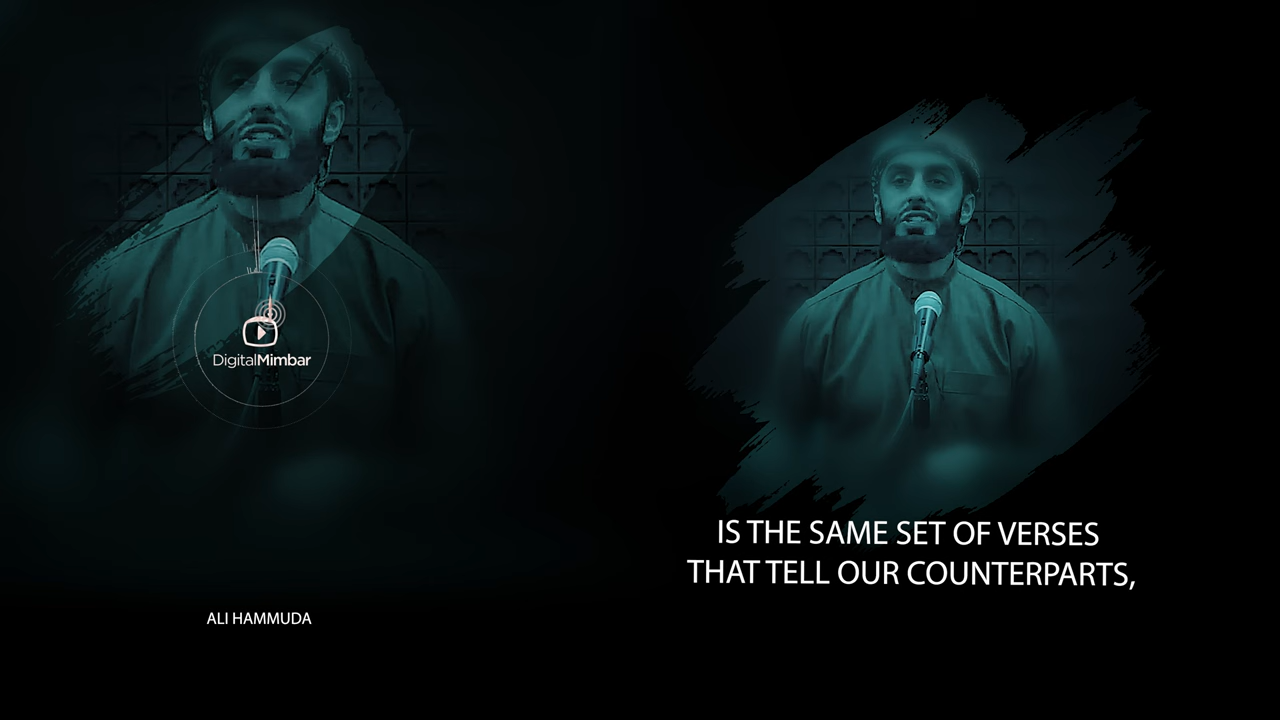 DigitalMimbar
ALI HAMMUDA
IS THE SAME SET OF VERSES
THAT TELL OUR COUNTERPARTS,